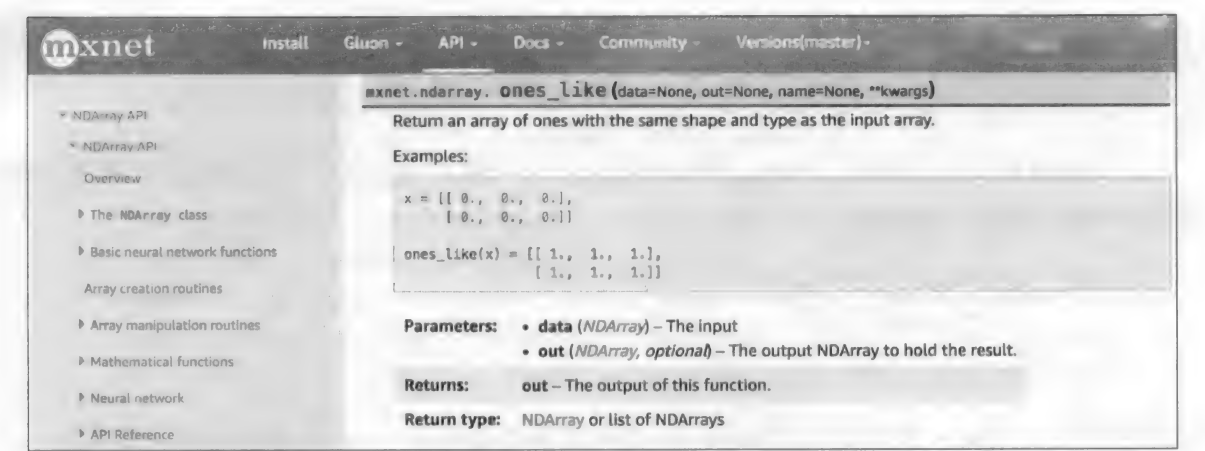 mxnet Install Gluon API Docs Community Versions(master)
NDArray API
NDArray API
Overview
The NDArray class
Basic neural network functions
Array creation routines
Array manipulation routines
Mathematical functions
Neural network
API Reference
mxnet.ndarray. ones_like(data=None, out=None, name=None, **kwargs)
Return an array of ones with the same shape and type as the input array.
Examples:
x = [[ 0., 0., 0.],
[ 0., 0., 0.]]
ones_like(x) = [[ 1., 1., 1.],
[ 1., 1., 1.]]
Parameters: • data (NDArray) – The input
• out (NDArray, optional) – The output NDArray to hold the result.
Returns: out – The output of this function.
Return type: NDArray or list of NDArrays